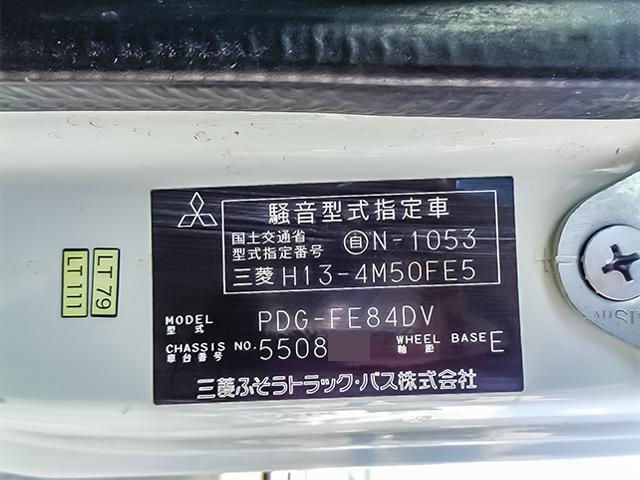 騒音型式指定車
国土交通省
型式指定番号 自N-1053
三菱 H13-4M50FE5
MODEL
型式 PDG-FE84DV
CHASSIS NO. 5508
車台番号
WHEEL BASE E
軸距
三菱ふそうトラック・バス株式会社
LT 79
LT 111